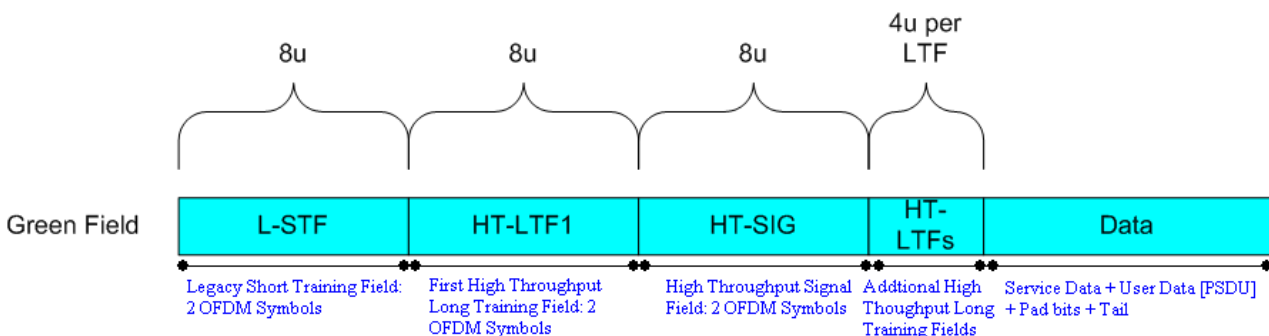 4u per
LTF
8u
8u
8u
Green Field
L-STF
HT-LTF1
HT-SIG
HT-
LTFs
Data
Legacy Short Training Field:
2 OFDM Symbols
First High Throughput
Long Training Field: 2
OFDM Symbols
High Throughput Signal
Field: 2 OFDM Symbols
Addtional High
Thoughput Long
Training Fields
Service Data + User Data [PSDU]
+ Pad bits + Tail